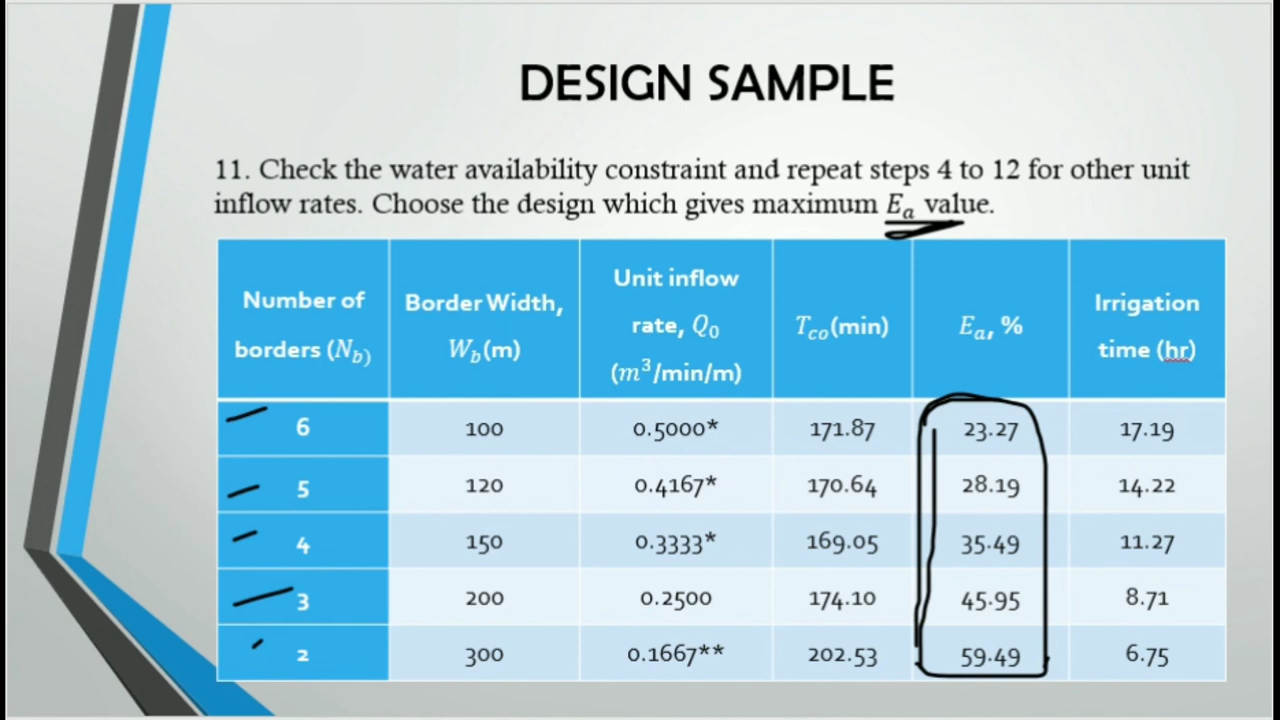 DESIGN SAMPLE
11. Check the water availability constraint and repeat steps 4 to 12 for other unit
inflow rates. Choose the design which gives maximum Eₐ value.
Number of borders (N_b) Border Width, W_b(m) Unit inflow rate, Q₀ (m³/min/m) T_co(min) Eₐ, % Irrigation time (hr)
6 100 0.5000* 171.87 23.27 17.19
5 120 0.4167* 170.64 28.19 14.22
4 150 0.3333* 169.05 35.49 11.27
3 200 0.2500 174.10 45.95 8.71
2 300 0.1667** 202.53 59.49 6.75